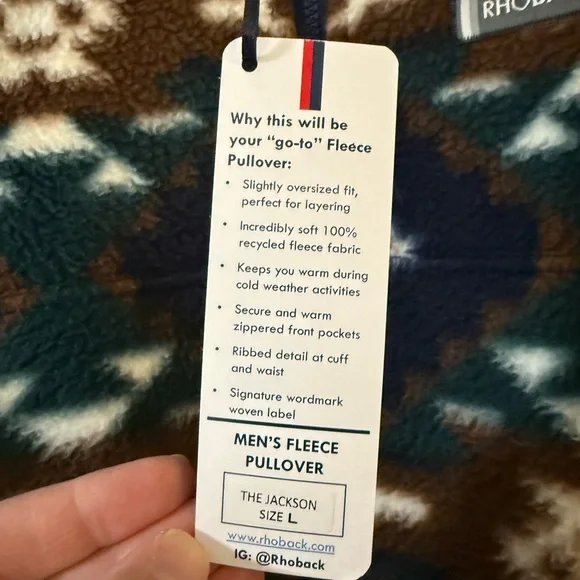 Why this will be
your "go-to" Fleece
Pullover:
• Slightly oversized fit,
perfect for layering
• Incredibly soft 100%
recycled fleece fabric
• Keeps you warm during
cold weather activities
• Secure and warm
zippered front pockets
• Ribbed detail at cuff
and waist
• Signature wordmark
woven label
MEN'S FLEECE
PULLOVER
THE JACKSON
SIZE L
www.rhoback.com
IG: @Rhoback